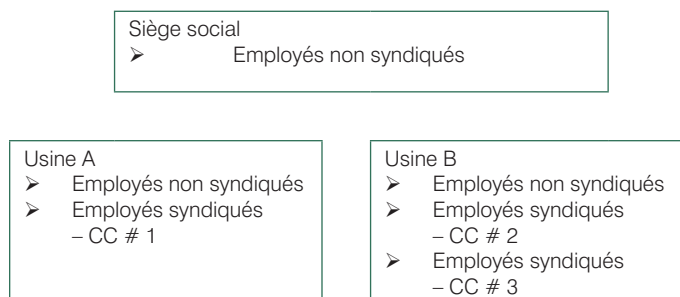 Siège social
➢ Employés non syndiqués
Usine A
➢ Employés non syndiqués
➢ Employés syndiqués
– CC # 1
Usine B
➢ Employés non syndiqués
➢ Employés syndiqués
– CC # 2
➢ Employés syndiqués
– CC # 3